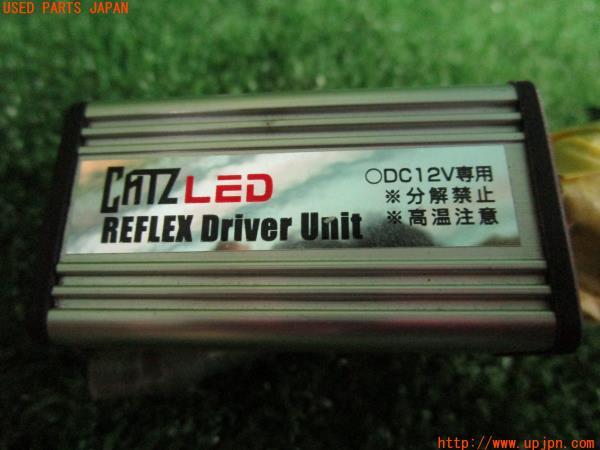 USED PARTS JAPAN
CATZ LED
REFLEX Driver Unit
○DC12V専用
※分解禁止
※高温注意
http://www.upjpn.com/